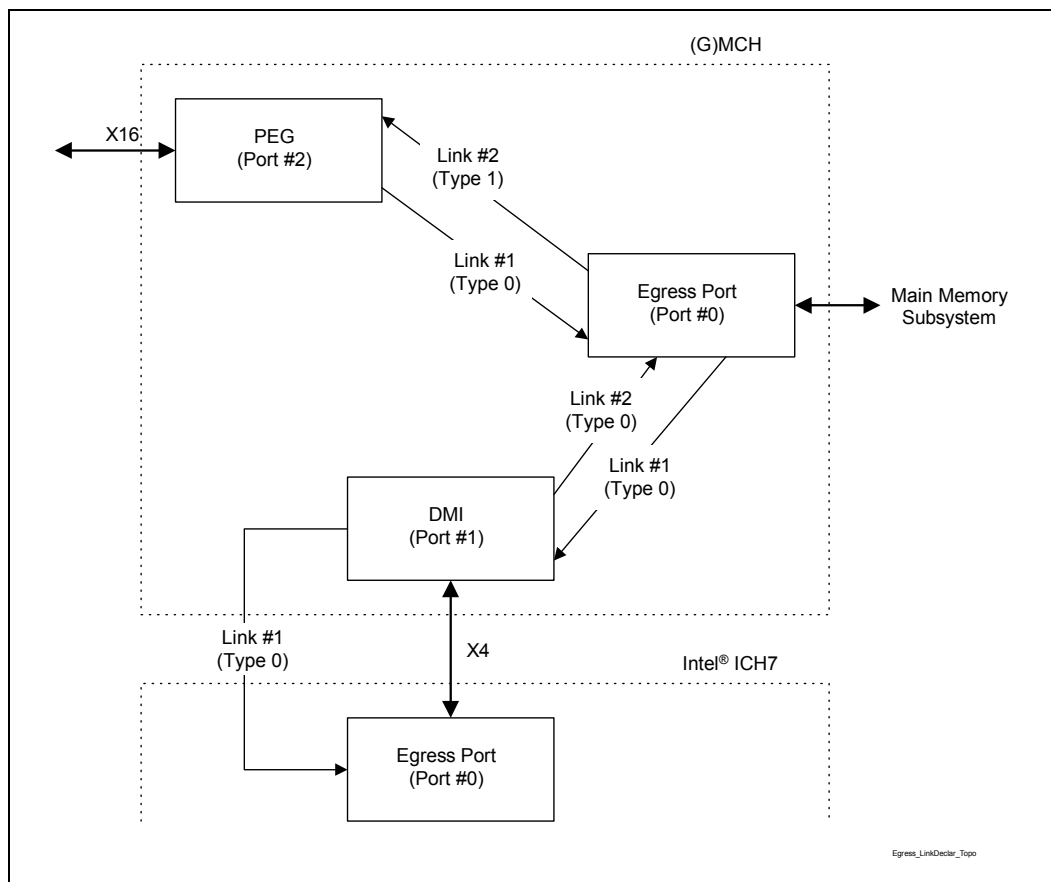 (G)MCH
X16
PEG
(Port #2)
Link #2
(Type 1)
Link #1
(Type 0)
Egress Port
(Port #0)
Main Memory
Subsystem
Link #2
(Type 0)
Link #1
(Type 0)
DMI
(Port #1)
Link #1
(Type 0)
X4
Intel® ICH7
Egress Port
(Port #0)
Egress_LinkDeclar_Topo